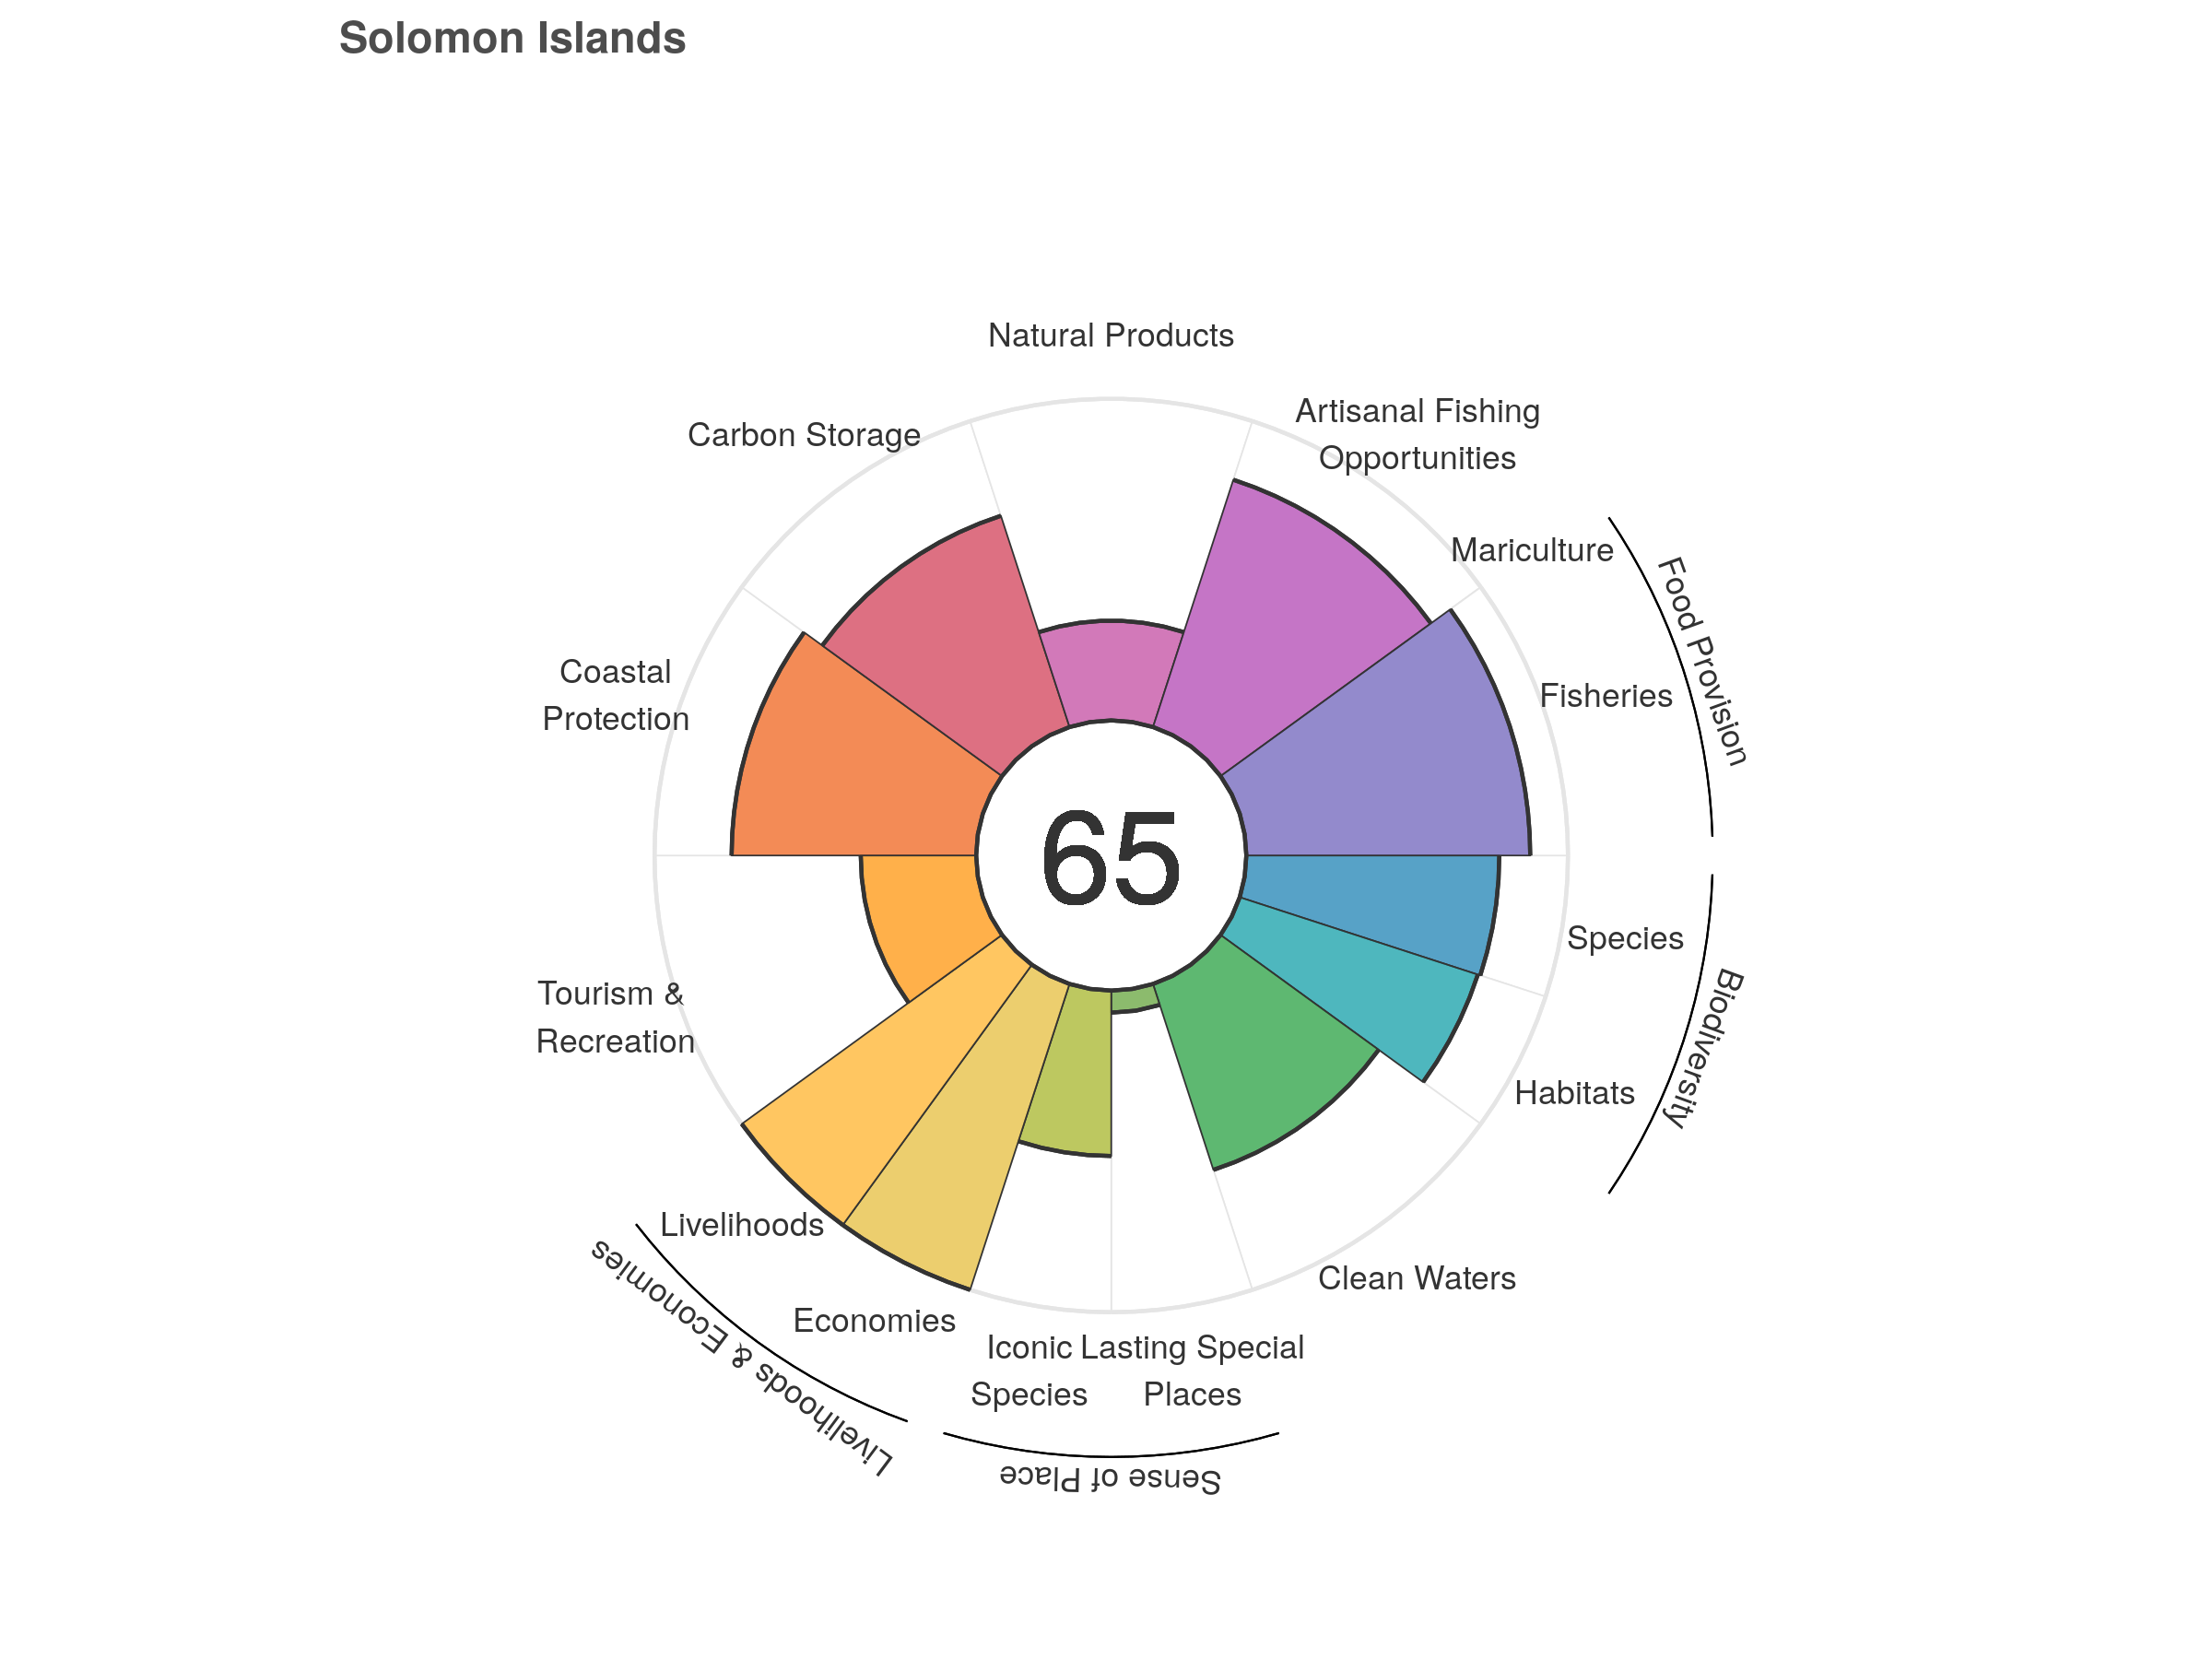 Solomon Islands
Natural Products
Artisanal Fishing
Opportunities
Carbon Storage
Mariculture
Food Provision
Coastal
Protection
Fisheries
65
Species
Biodiversity
Tourism &
Recreation
Habitats
Livelihoods
Clean Waters
Economies
Livelihoods & Economies
Iconic
Species
Lasting Special
Places
Sense of Place